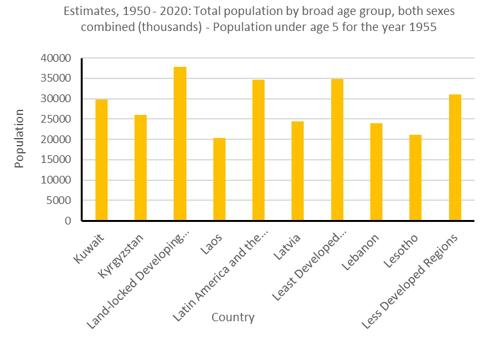 Estimates, 1950 - 2020: Total population by broad age group, both sexes
combined (thousands) - Population under age 5 for the year 1955
40000
35000
30000
25000
20000
15000
10000
5000
0
Population
Kuwait
Kyrgyzstan
Land-locked Developing...
Laos
Latin America and the...
Latvia
Least Developed...
Lebanon
Lesotho
Less Developed Regions
Country